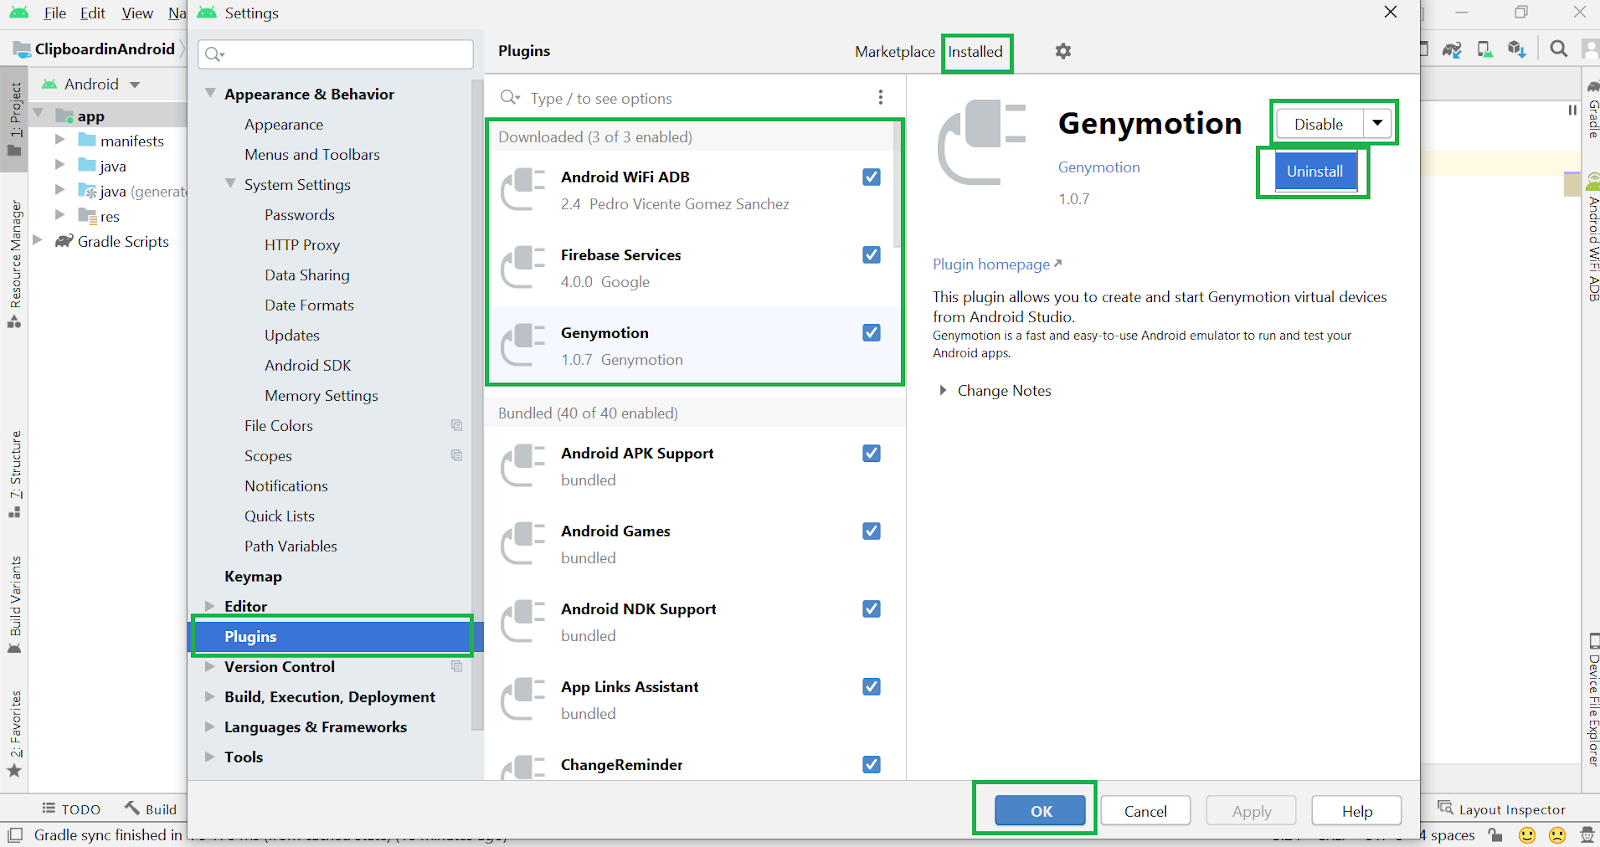 File Edit View Na
Settings
ClipboardinAndroid
Android
app
manifests
java
java (generate
res
Gradle Scripts
1: Project
Resource Manager
7: Structure
Build Variants
2: Favorites
Appearance & Behavior
Appearance
Menus and Toolbars
System Settings
Passwords
HTTP Proxy
Data Sharing
Date Formats
Updates
Android SDK
Memory Settings
File Colors
Scopes
Notifications
Quick Lists
Path Variables
Keymap
Editor
Plugins
Version Control
Build, Execution, Deployment
Languages & Frameworks
Tools
Plugins
Marketplace Installed
Type / to see options
Downloaded (3 of 3 enabled)
Android WiFi ADB
2.4 Pedro Vicente Gomez Sanchez
Firebase Services
4.0.0 Google
Genymotion
1.0.7 Genymotion
Bundled (40 of 40 enabled)
Android APK Support
bundled
Android Games
bundled
Android NDK Support
bundled
App Links Assistant
bundled
ChangeReminder
Genymotion
Disable
Uninstall
Genymotion
1.0.7
Plugin homepage
This plugin allows you to create and start Genymotion virtual devices
from Android Studio.
Genymotion is a fast and easy-to-use Android emulator to run and test your
Android apps.
Change Notes
OK
Cancel
Apply
Help
Gradle
Android WiFi ADB
Device File Explorer
TODO
Build
Layout Inspector
Gradle sync finished in
4 spaces